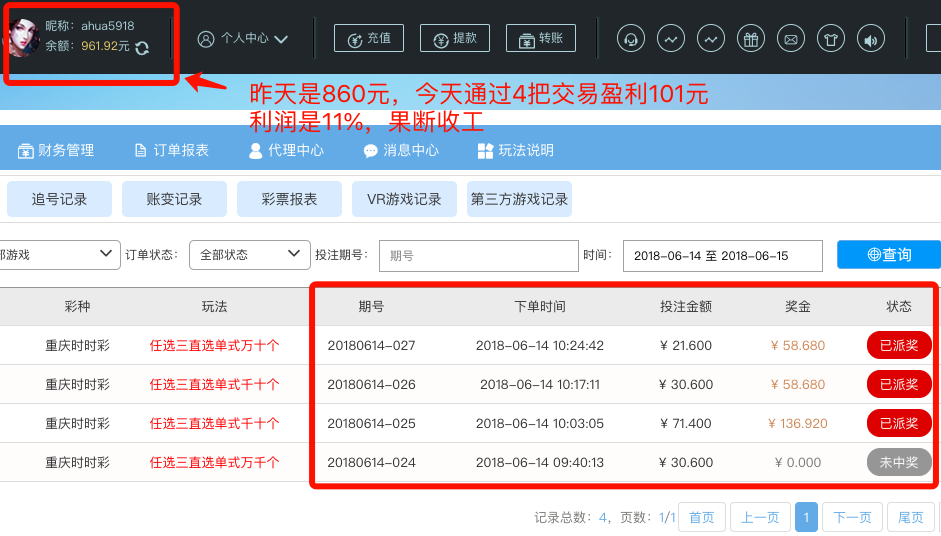 昵称：ahua5918
余额：961.92元
个人中心
充值
提款
转账
昨天是860元，今天通过4把交易盈利101元
利润是11%，果断收工
财务管理 订单报表 代理中心 消息中心 玩法说明
追号记录 账变记录 彩票报表 VR游戏记录 第三方游戏记录
游戏 订单状态： 全部状态 投注期号： 期号 时间： 2018-06-14 至 2018-06-15 查询
彩种 玩法 期号 下单时间 投注金额 奖金 状态
重庆时时彩 任选三直选单式万十个 20180614-027 2018-06-14 10:24:42 ¥ 21.600 ¥ 58.680 已派奖
重庆时时彩 任选三直选单式千十个 20180614-026 2018-06-14 10:17:11 ¥ 30.600 ¥ 58.680 已派奖
重庆时时彩 任选三直选单式千十个 20180614-025 2018-06-14 10:03:05 ¥ 71.400 ¥ 136.920 已派奖
重庆时时彩 任选三直选单式万千个 20180614-024 2018-06-14 09:40:13 ¥ 30.600 ¥ 0.000 未中奖
记录总数：4，页数：1/1 首页 上一页 1 下一页 尾页